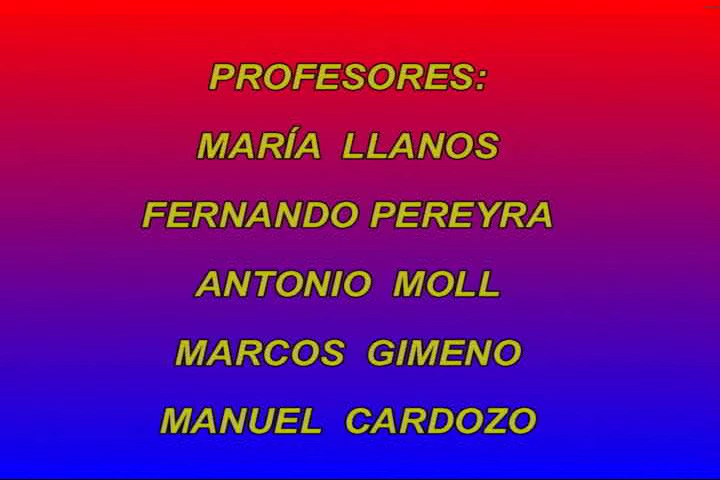 PROFESORES:
MARÍA LLANOS
FERNANDO PEREYRA
ANTONIO MOLL
MARCOS GIMENO
MANUEL CARDOZO